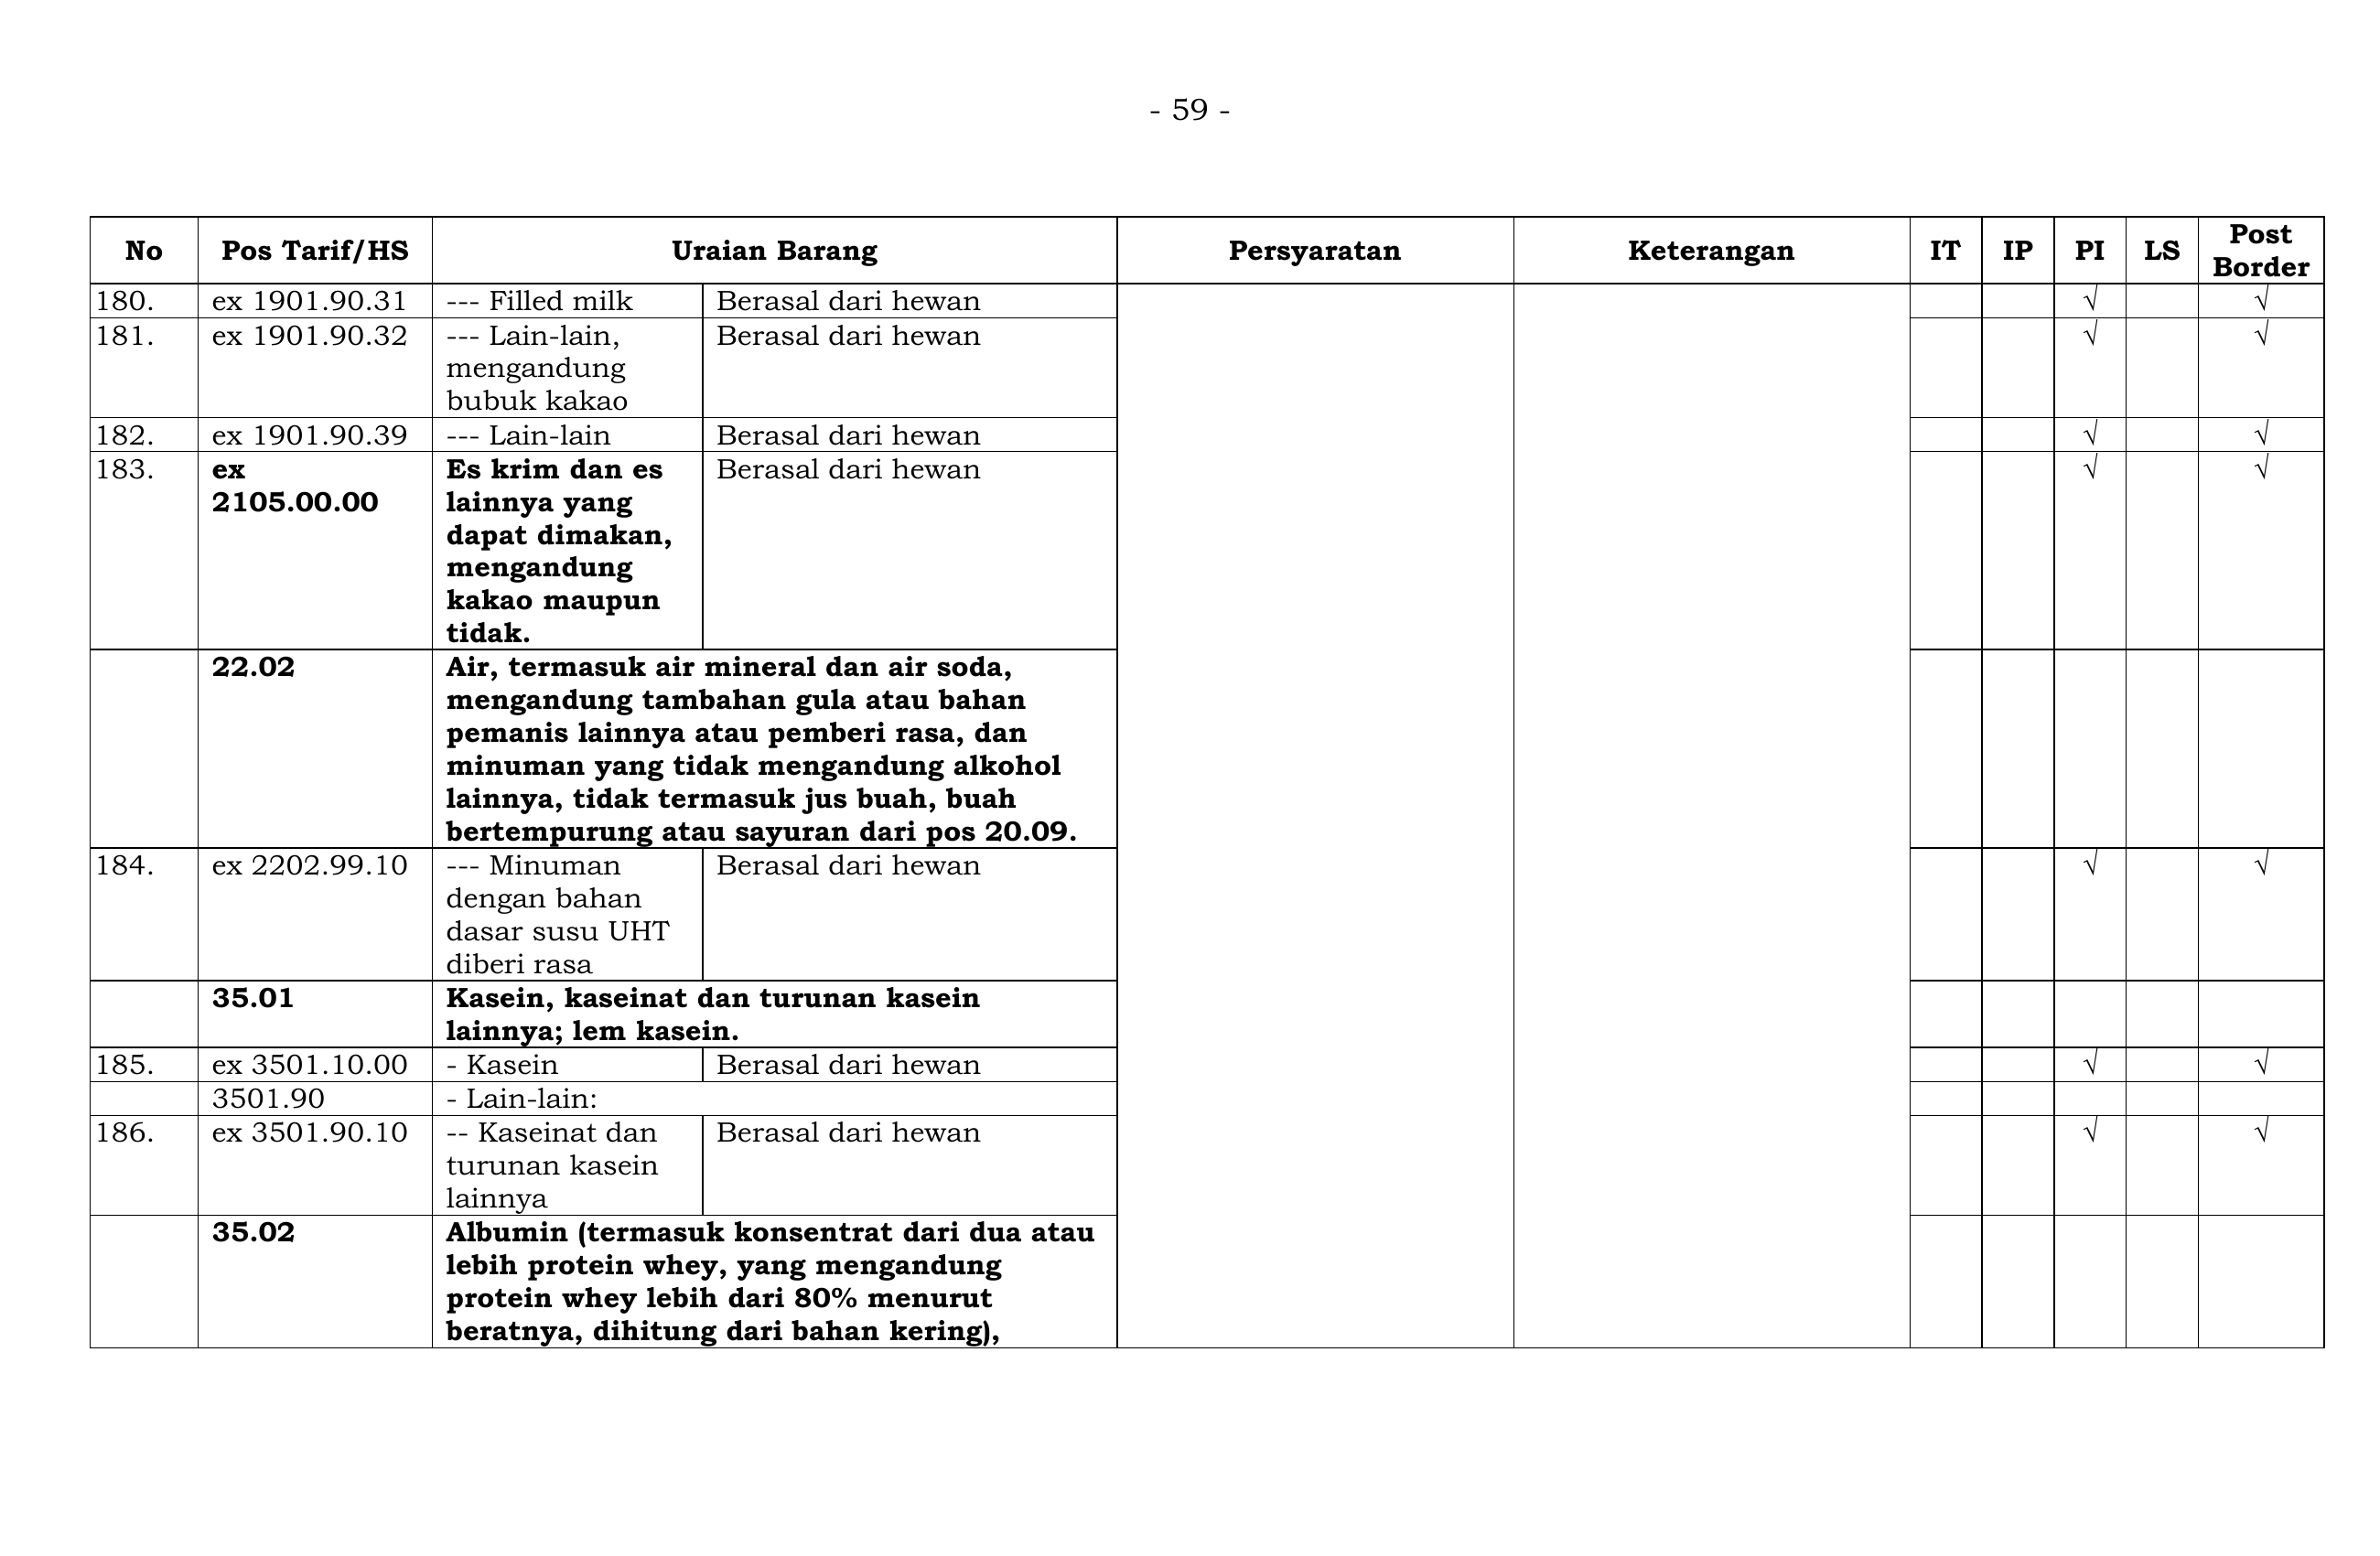 - 59 -
No Pos Tarif/HS Uraian Barang Persyaratan Keterangan IT IP PI LS Post Border
180. ex 1901.90.31 --- Filled milk Berasal dari hewan √ √
181. ex 1901.90.32 --- Lain-lain, Berasal dari hewan √ √
mengandung
bubuk kakao
182. ex 1901.90.39 --- Lain-lain Berasal dari hewan √ √
183. ex Es krim dan es Berasal dari hewan √ √
2105.00.00 lainnya yang
dapat dimakan,
mengandung
kakao maupun
tidak.
22.02 Air, termasuk air mineral dan air soda,
mengandung tambahan gula atau bahan
pemanis lainnya atau pemberi rasa, dan
minuman yang tidak mengandung alkohol
lainnya, tidak termasuk jus buah, buah
bertempurung atau sayuran dari pos 20.09.
184. ex 2202.99.10 --- Minuman Berasal dari hewan √ √
dengan bahan
dasar susu UHT
diberi rasa
35.01 Kasein, kaseinat dan turunan kasein
lainnya; lem kasein.
185. ex 3501.10.00 - Kasein Berasal dari hewan √ √
3501.90 - Lain-lain:
186. ex 3501.90.10 -- Kaseinat dan Berasal dari hewan √ √
turunan kasein
lainnya
35.02 Albumin (termasuk konsentrat dari dua atau
lebih protein whey, yang mengandung
protein whey lebih dari 80% menurut
beratnya, dihitung dari bahan kering),